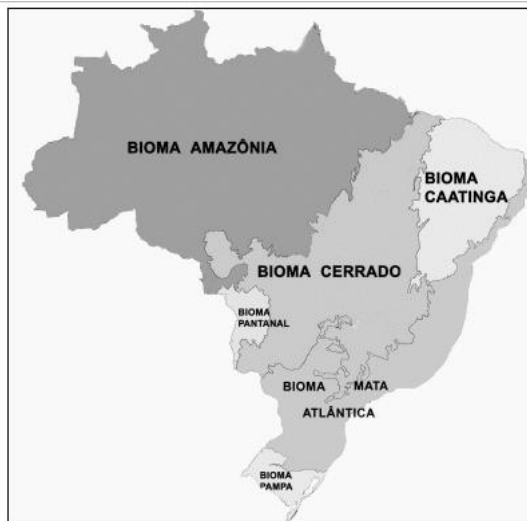 BIOMA AMAZÔNIA
BIOMA
CAATINGA
BIOMA CERRADO
BIOMA
PANTANAL
BIOMA MATA
ATLÂNTICA
BIOMA
PAMPA